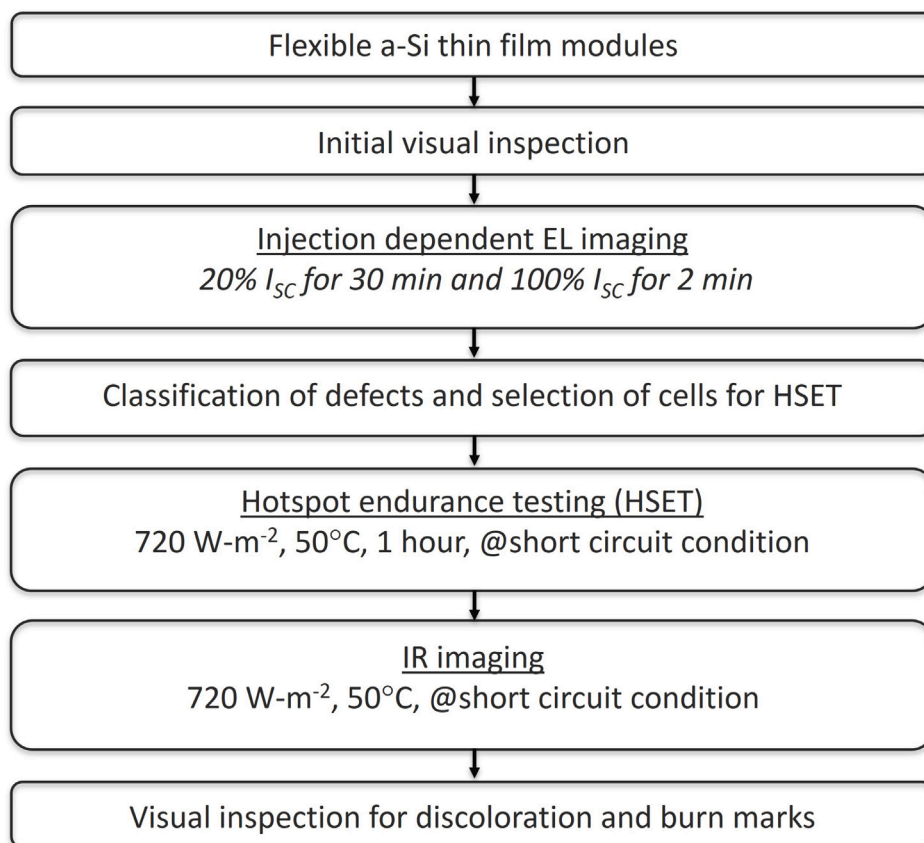 Flexible a-Si thin film modules
Initial visual inspection
Injection dependent EL imaging
20% I_SC for 30 min and 100% I_SC for 2 min
Classification of defects and selection of cells for HSET
Hotspot endurance testing (HSET)
720 W-m⁻², 50°C, 1 hour, @short circuit condition
IR imaging
720 W-m⁻², 50°C, @short circuit condition
Visual inspection for discoloration and burn marks